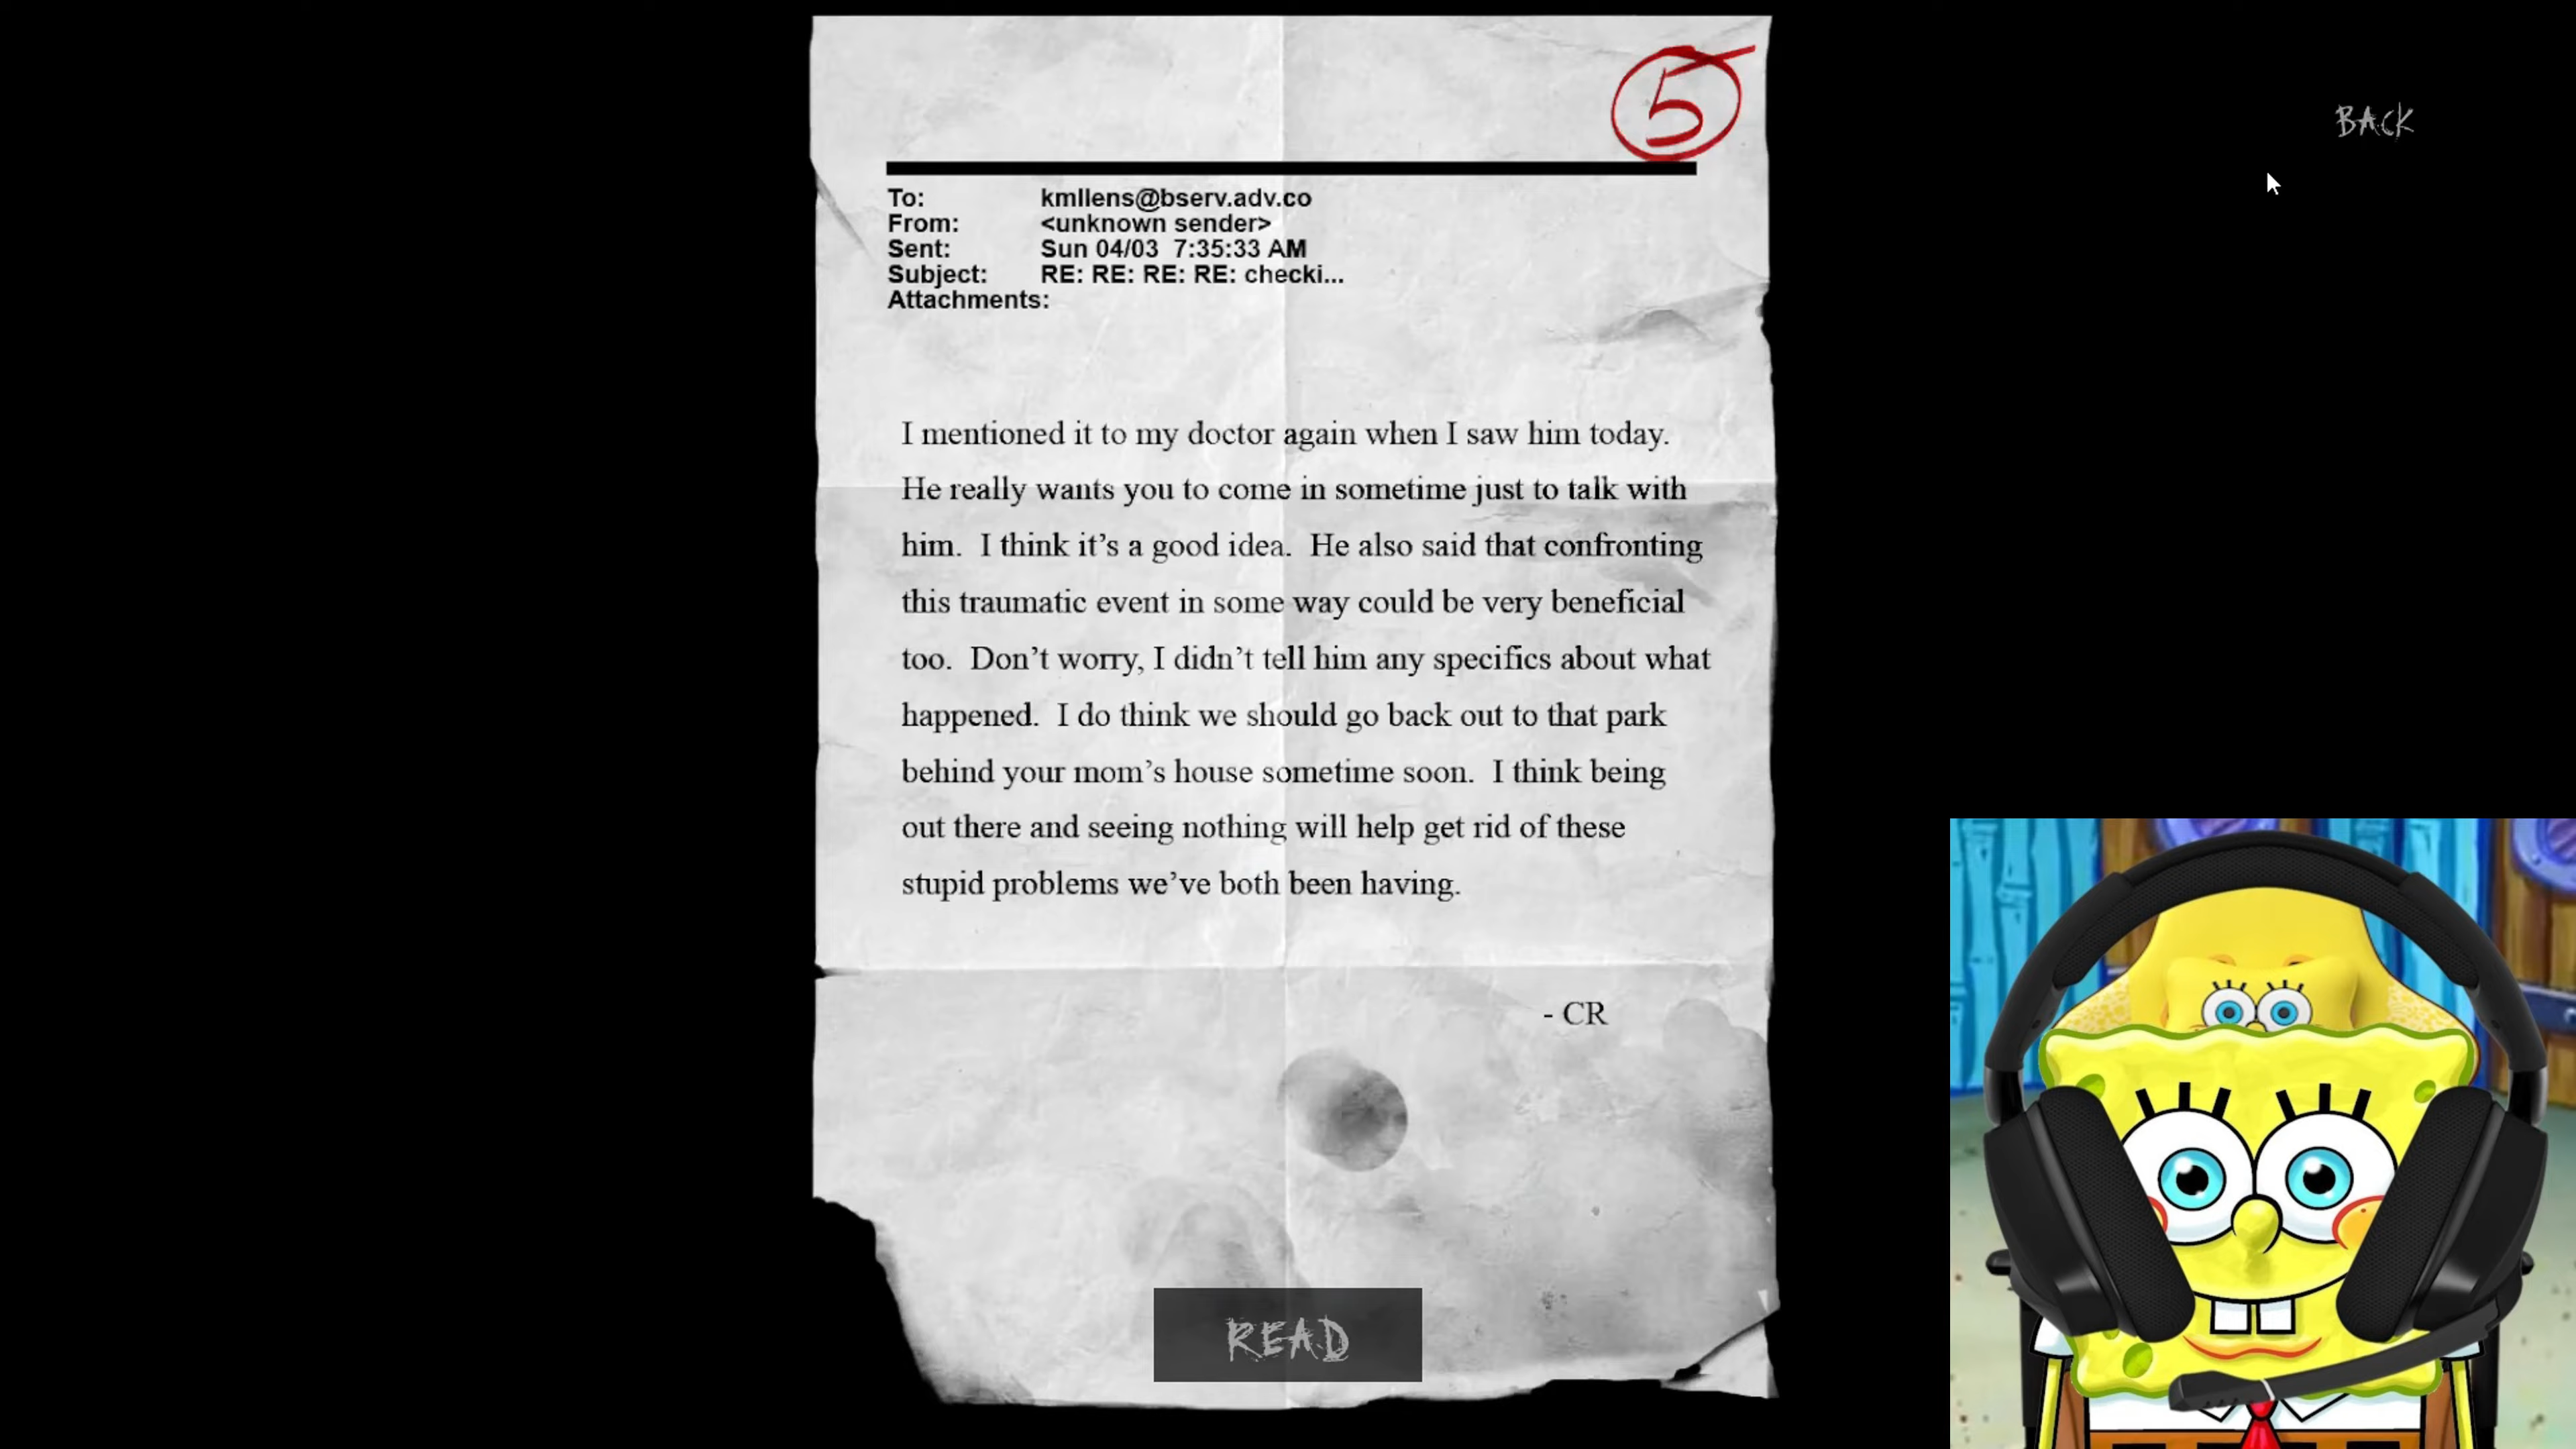 5
BACK
To: kmllens@bserv.adv.co
From: <unknown sender>
Sent: Sun 04/03 7:35:33 AM
Subject: RE: RE: RE: RE: checki...
Attachments:
I mentioned it to my doctor again when I saw him today.
He really wants you to come in sometime just to talk with
him. I think it's a good idea. He also said that confronting
this traumatic event in some way could be very beneficial
too. Don't worry, I didn't tell him any specifics about what
happened. I do think we should go back out to that park
behind your mom's house sometime soon. I think being
out there and seeing nothing will help get rid of these
stupid problems we've both been having.
- CR
READ